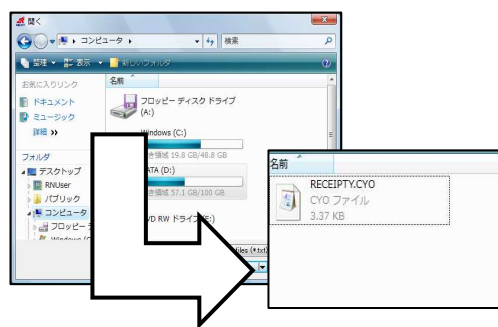 開く
コンピュータ
検索
整理 表示 新しいフォルダ
お気に入りリンク
ドキュメント
ミュージック
詳細 >>
フォルダ
デスクトップ
RNUser
パブリック
コンピュータ
名前
フロッピー ディスク ドライブ
(A:)
Windows (C:)
空き領域 19.8 GB/48.8 GB
DATA (D:)
空き領域 57.1 GB/100 GB
DVD RW ドライブ (E:)
files (*.txt)
名前
RECEIPTY.CYO
CYO ファイル
3.37 KB